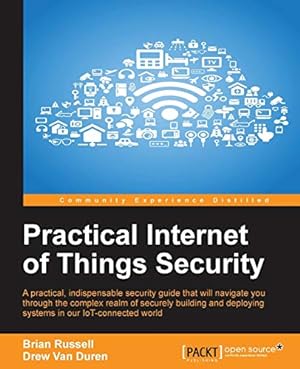 Community Experience Distilled
Practical Internet
of Things Security
A practical, indispensable security guide that will navigate you
through the complex realm of securely building and deploying
systems in our IoT-connected world
Brian Russell
Drew Van Duren
[PACKT] open source*
PUBLISHING